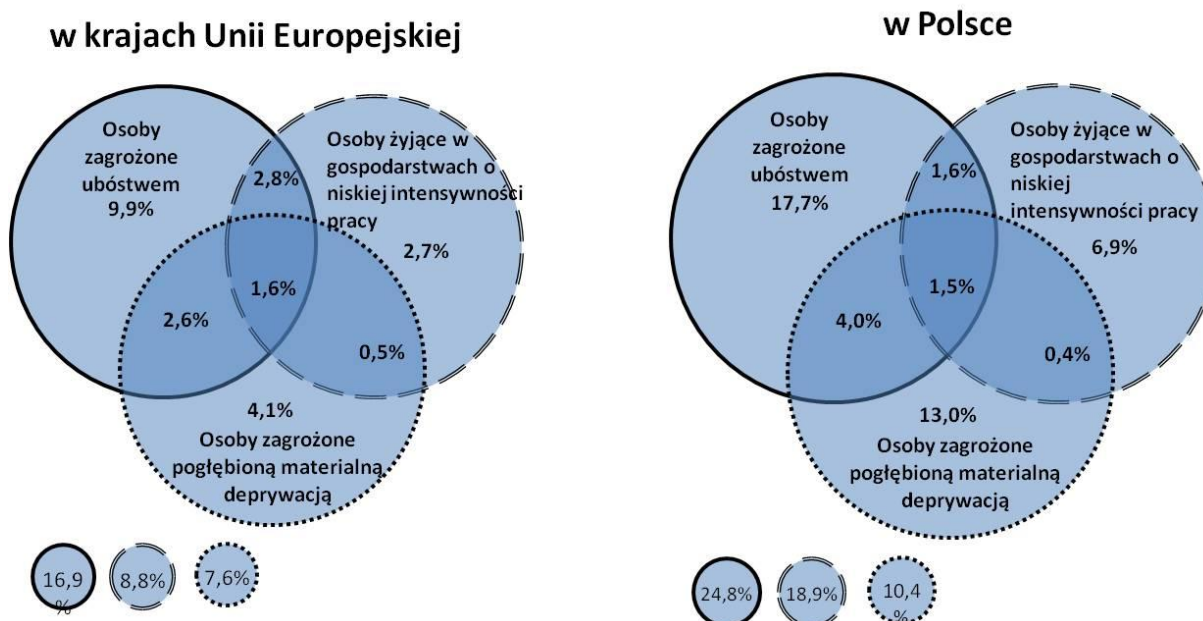 w krajach Unii Europejskiej
Osoby
zagrożone
ubóstwem
9,9%
2,8%
Osoby żyjące w
gospodarstwach o
niskiej intensywności
pracy
2,7%
1,6%
2,6%
0,5%
4,1%
Osoby zagrożone
pogłębioną materialną
deprywacją
16,9
%
8,8%
7,6%
w Polsce
Osoby
zagrożone
ubóstwem
17,7%
1,6%
Osoby żyjące w
gospodarstwach o
niskiej
intensywności pracy
6,9%
1,5%
4,0%
0,4%
13,0%
Osoby zagrożone
pogłębioną materialną
deprywacją
24,8%
18,9%
10,4
%